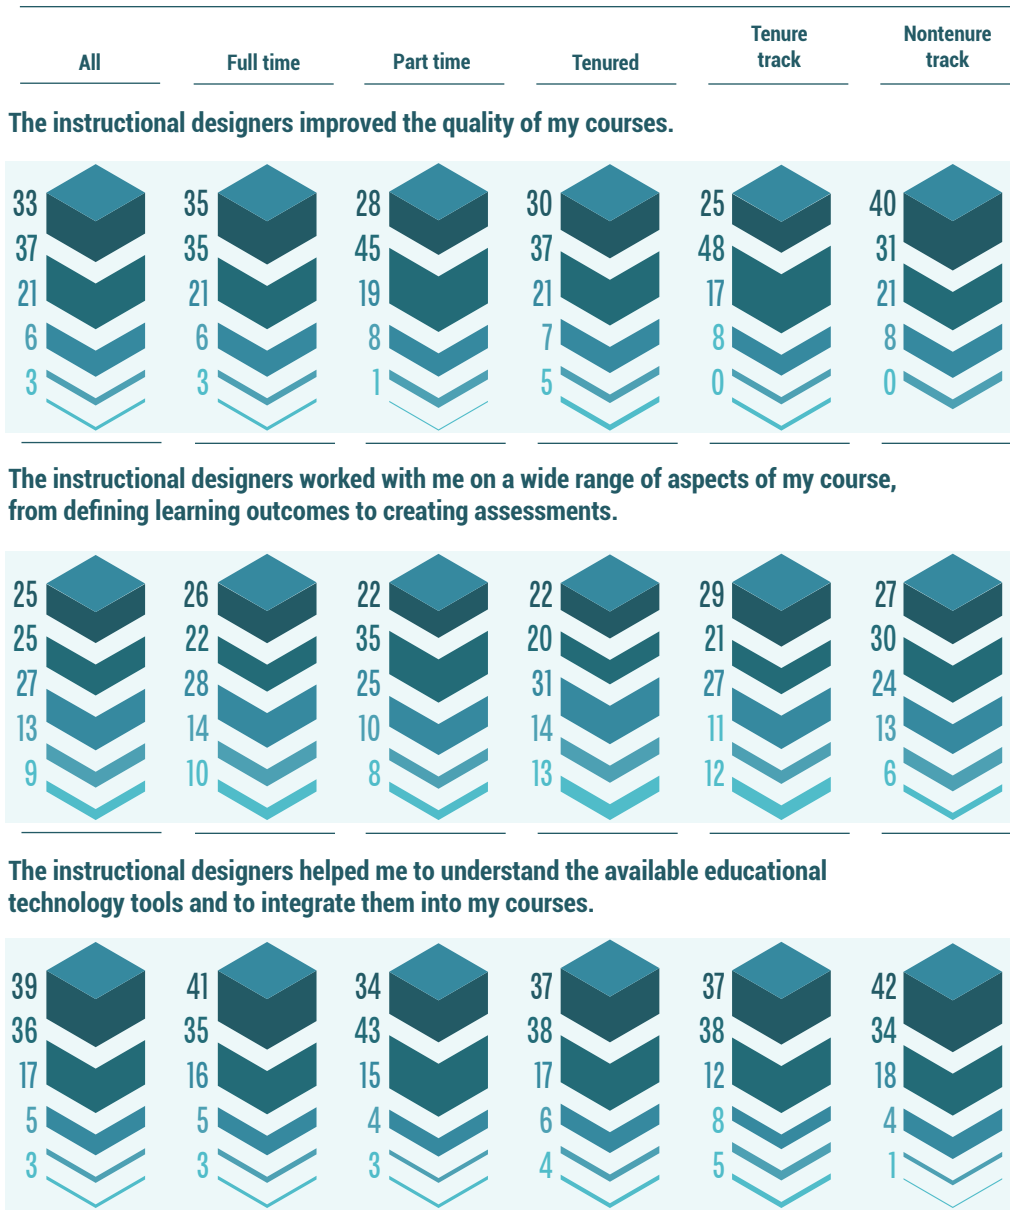 All Full time Part time Tenured Tenure track Nontenure track
The instructional designers improved the quality of my courses.
33 35 28 30 25 40
37 35 45 37 48 31
21 21 19 21 17 21
6 6 8 7 8 8
3 3 1 5 0 0
The instructional designers worked with me on a wide range of aspects of my course,
from defining learning outcomes to creating assessments.
25 26 22 22 29 27
25 22 35 20 21 30
27 28 25 31 27 24
13 14 10 14 11 13
9 10 8 13 12 6
The instructional designers helped me to understand the available educational
technology tools and to integrate them into my courses.
39 41 34 37 37 42
36 35 43 38 38 34
17 16 15 17 12 18
5 5 4 6 8 4
3 3 3 4 5 1